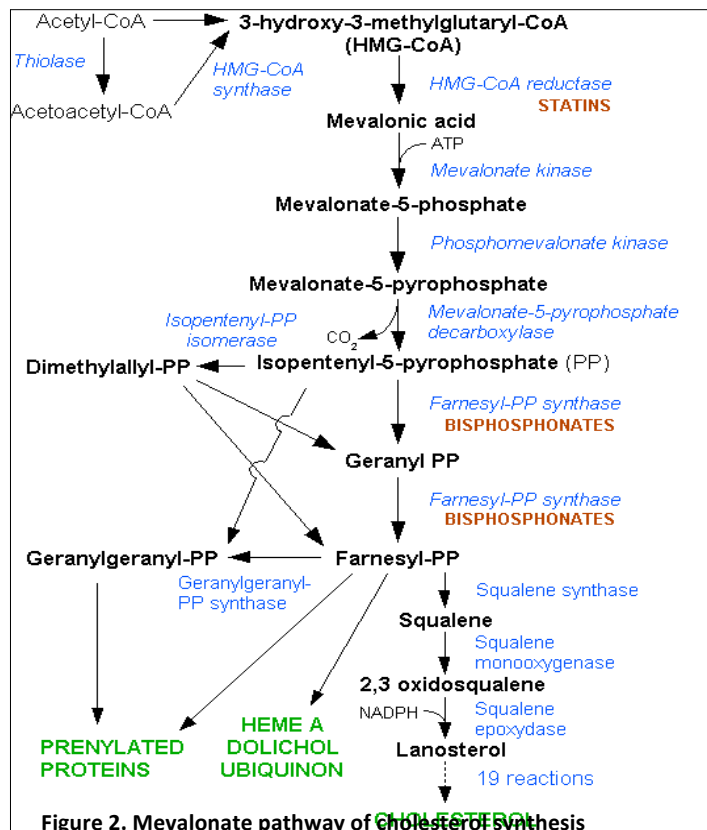 Acetyl-CoA
3-hydroxy-3-methylglutaryl-CoA
(HMG-CoA)
Thiolase
HMG-CoA
synthase
Acetoacetyl-CoA
HMG-CoA reductase
STATINS
Mevalonic acid
ATP
Mevalonate kinase
Mevalonate-5-phosphate
Phosphomevalonate kinase
Mevalonate-5-pyrophosphate
Isopentenyl-PP
isomerase
CO2
Mevalonate-5-pyrophosphate
decarboxylase
Dimethylallyl-PP
Isopentenyl-5-pyrophosphate (PP)
Farnesyl-PP synthase
BISPHOSPHONATES
Geranyl PP
Farnesyl-PP synthase
BISPHOSPHONATES
Geranylgeranyl-PP
Farnesyl-PP
Geranylgeranyl-
PP synthase
Squalene synthase
Squalene
Squalene
monooxygenase
2,3 oxidosqualene
NADPH
Squalene
epoxydase
Lanosterol
PRENYLATED
PROTEINS
HEME A
DOLICHOL
UBIQUINON
19 reactions
CHOLESTEROL
Figure 2. Mevalonate pathway of cholesterol synthesis